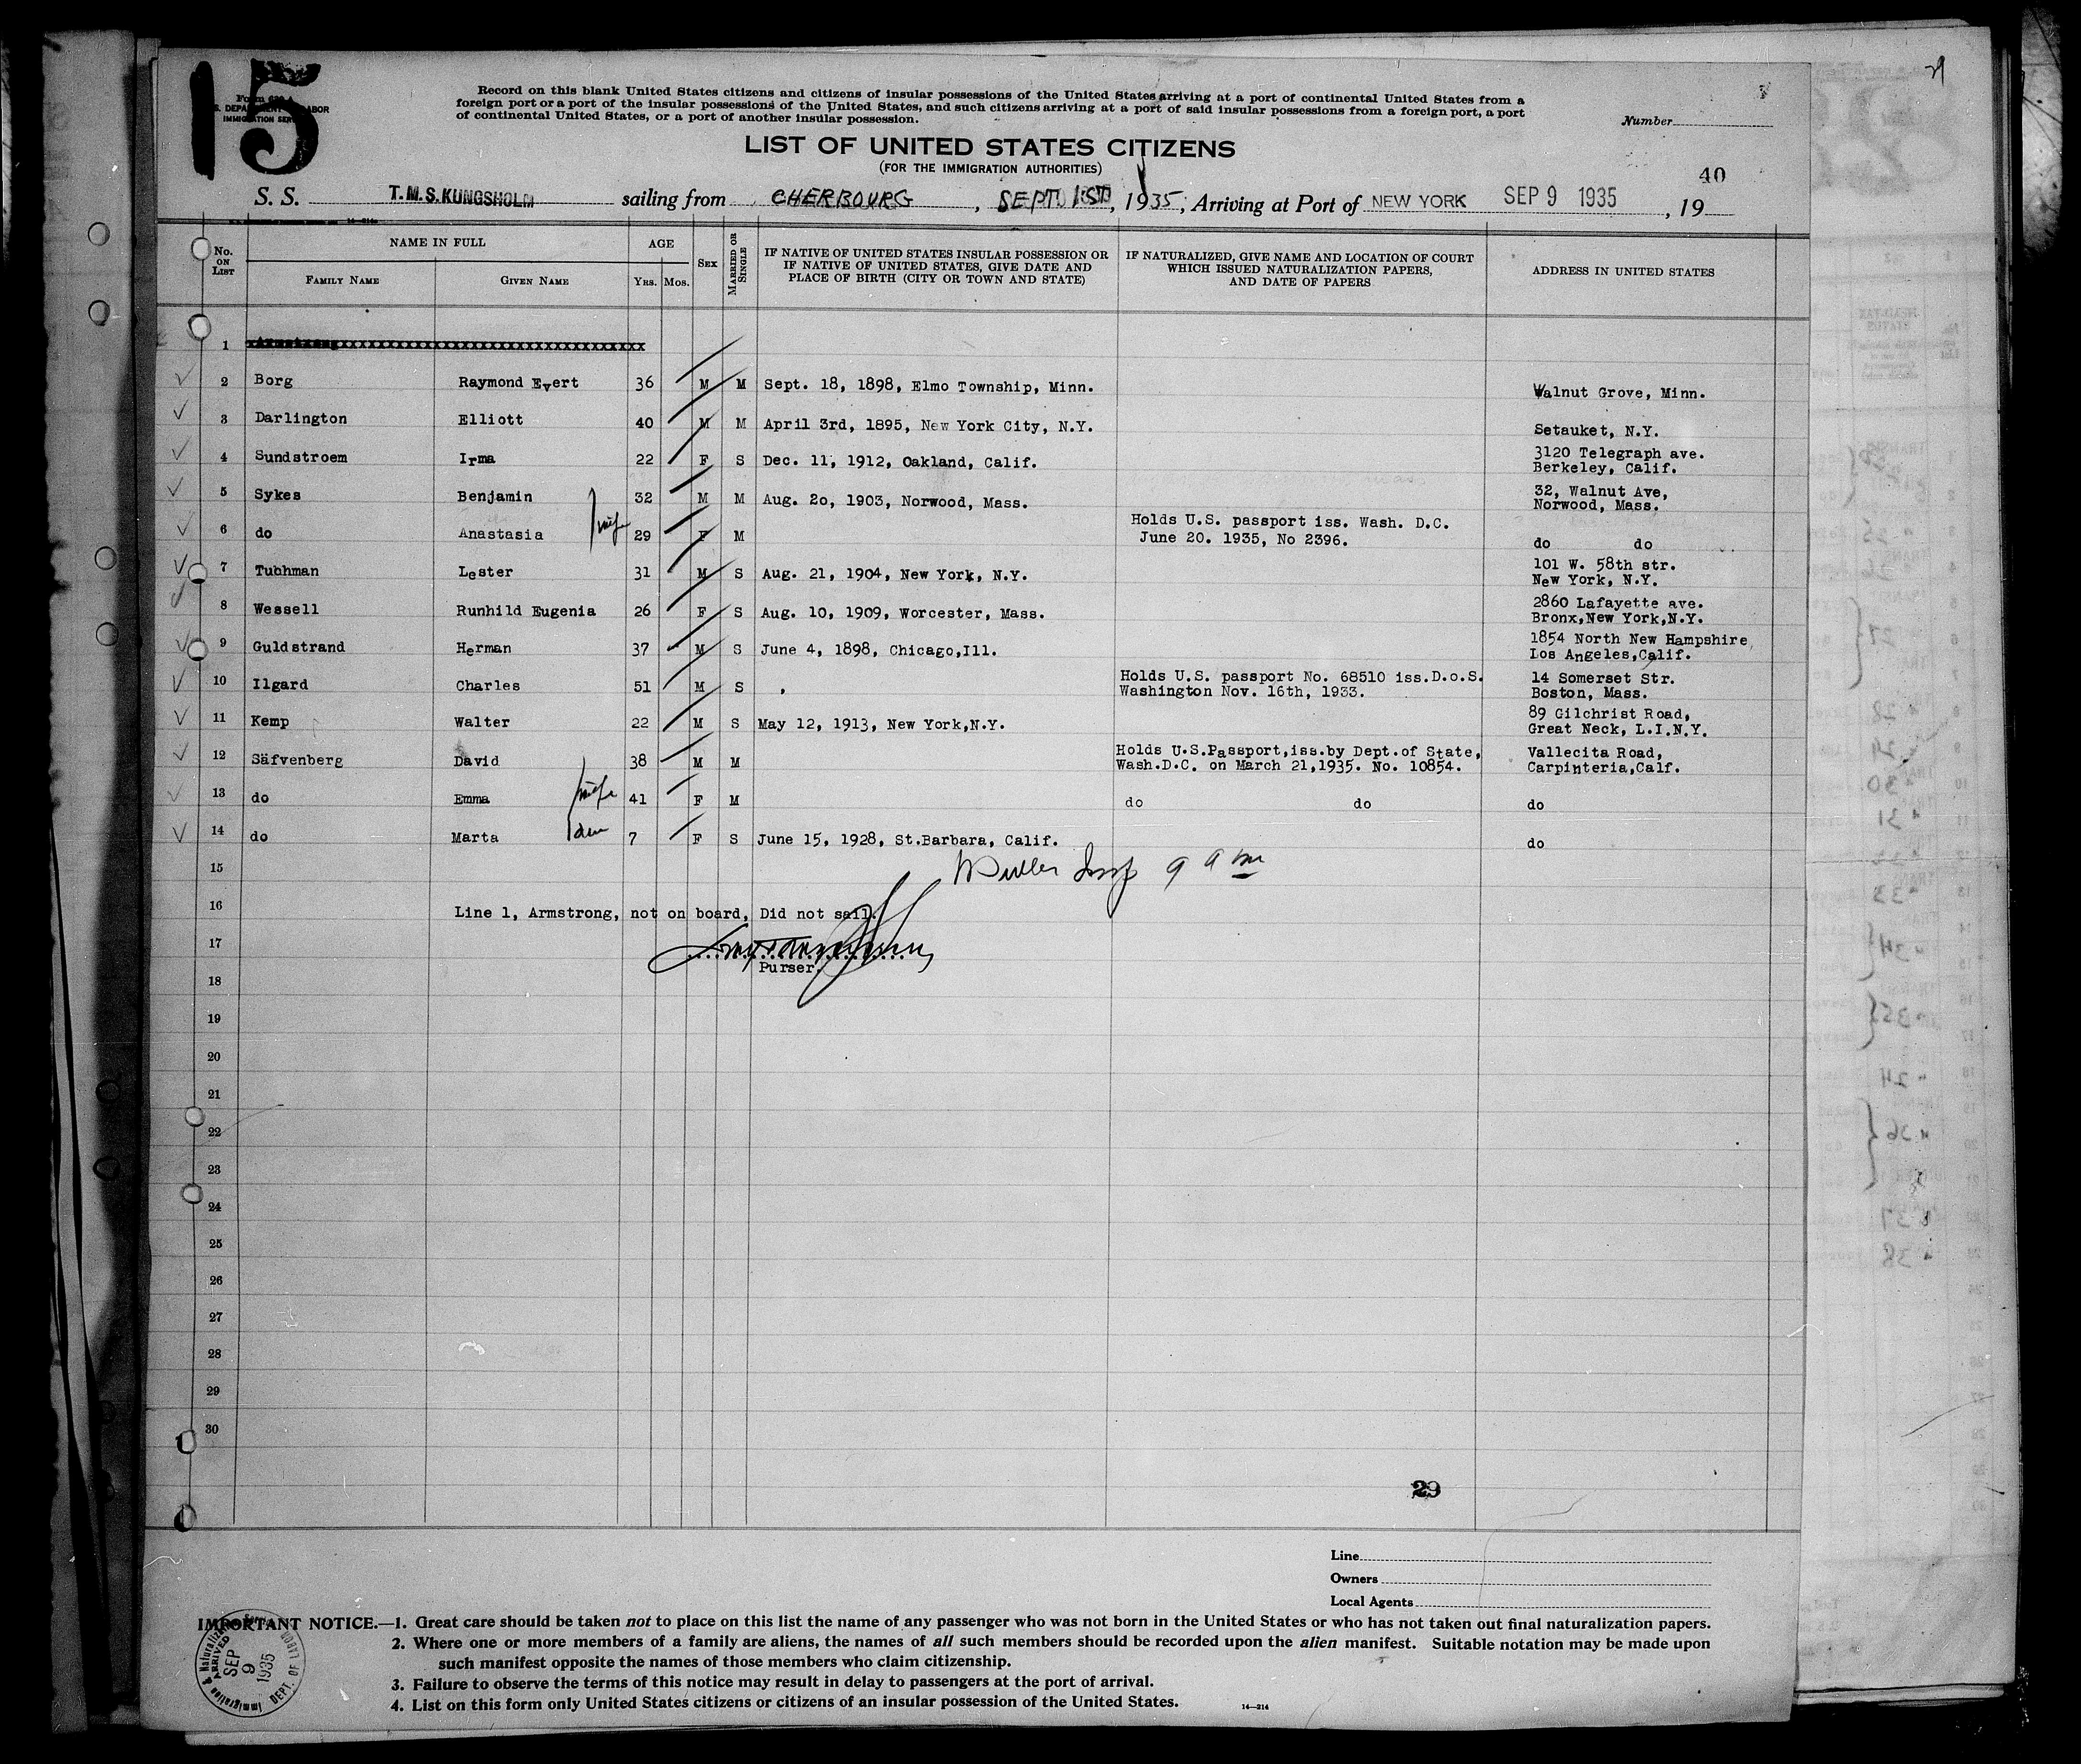 15
Form 630 A
U.S. DEPARTMENT OF LABOR
IMMIGRATION SERVICE
Record on this blank United States citizens and citizens of insular possessions of the United States arriving at a port of continental United States from a
foreign port or a port of the insular possessions of the United States, and such citizens arriving at a port of said insular possessions from a foreign port, a port
of continental United States, or a port of another insular possession.
Number
LIST OF UNITED STATES CITIZENS
(FOR THE IMMIGRATION AUTHORITIES)
40
S. S. T.M.S. KUNGSHOLM sailing from CHERBOURG, SEPT. 1ST, 1935, Arriving at Port of NEW YORK SEP 9 1935, 19
No. ON LIST NAME IN FULL AGE SEX MARRIED OR SINGLE IF NATIVE OF UNITED STATES INSULAR POSSESSION OR IF NATIVE OF UNITED STATES, GIVE DATE AND PLACE OF BIRTH (CITY OR TOWN AND STATE) IF NATURALIZED, GIVE NAME AND LOCATION OF COURT WHICH ISSUED NATURALIZATION PAPERS, AND DATE OF PAPERS ADDRESS IN UNITED STATES
FAMILY NAME GIVEN NAME YRS. MOS.
1 Armstrong xxxxxxxxxxxxxxxxxxxxxxxxxxxxxxxx
2 Borg Raymond Evert 36 M M Sept. 18, 1898, Elmo Township, Minn. Walnut Grove, Minn.
3 Darlington Elliott 40 M M April 3rd, 1895, New York City, N.Y. Setauket, N.Y.
4 Sundstroem Irma 22 F S Dec. 11, 1912, Oakland, Calif. 3120 Telegraph ave.
Berkeley, Calif.
5 Sykes Benjamin 32 M M Aug. 2o, 1903, Norwood, Mass. 32, Walnut Ave,
Norwood, Mass.
6 do Anastasia wife 29 F M Holds U.S. passport iss. Wash. D.C.
June 20. 1935, No 2396. do do
7 Tubhman Lester 31 M S Aug. 21, 1904, New York, N.Y. 101 W. 58th str.
New York, N.Y.
8 Wessell Runhild Eugenia 26 F S Aug. 10, 1909, Worcester, Mass. 2860 Lafayette ave.
Bronx,New York,N.Y.
9 Guldstrand Herman 37 M S June 4, 1898, Chicago,Ill. 1854 North New Hampshire
Los Angeles,Calif.
10 Ilgard Charles 51 M S Holds U.S. passport No. 68510 iss.D.o.S.
Washington Nov. 16th, 1933. 14 Somerset Str.
Boston, Mass.
11 Kemp Walter 22 M S May 12, 1913, New York,N.Y. 89 Gilchrist Road,
Great Neck, L.I.N.Y.
12 Säfvenberg David 38 M M Holds U.S.Passport,iss.by Dept.of State,
Wash.D.C. on March 21,1935. No. 10854. Vallecita Road,
Carpinteria,Calf.
13 do Emma wife 41 F M do do do
14 do Marta dau 7 F S June 15, 1928, St.Barbara, Calif. do
15 9 am
16 Line 1, Armstrong, not on board, Did not sail.
17
Purser.
18
19
20
21
22
23
24
25
26
27
28
29
30
29
Line
Owners
Local Agents
IMPORTANT NOTICE.—1. Great care should be taken not to place on this list the name of any passenger who was not born in the United States or who has not taken out final naturalization papers.
2. Where one or more members of a family are aliens, the names of all such members should be recorded upon the alien manifest. Suitable notation may be made upon
such manifest opposite the names of those members who claim citizenship.
3. Failure to observe the terms of this notice may result in delay to passengers at the port of arrival.
4. List on this form only United States citizens or citizens of an insular possession of the United States.
14—214
ARRIVED
SEP 9 1935
DEPT. OF LABOR